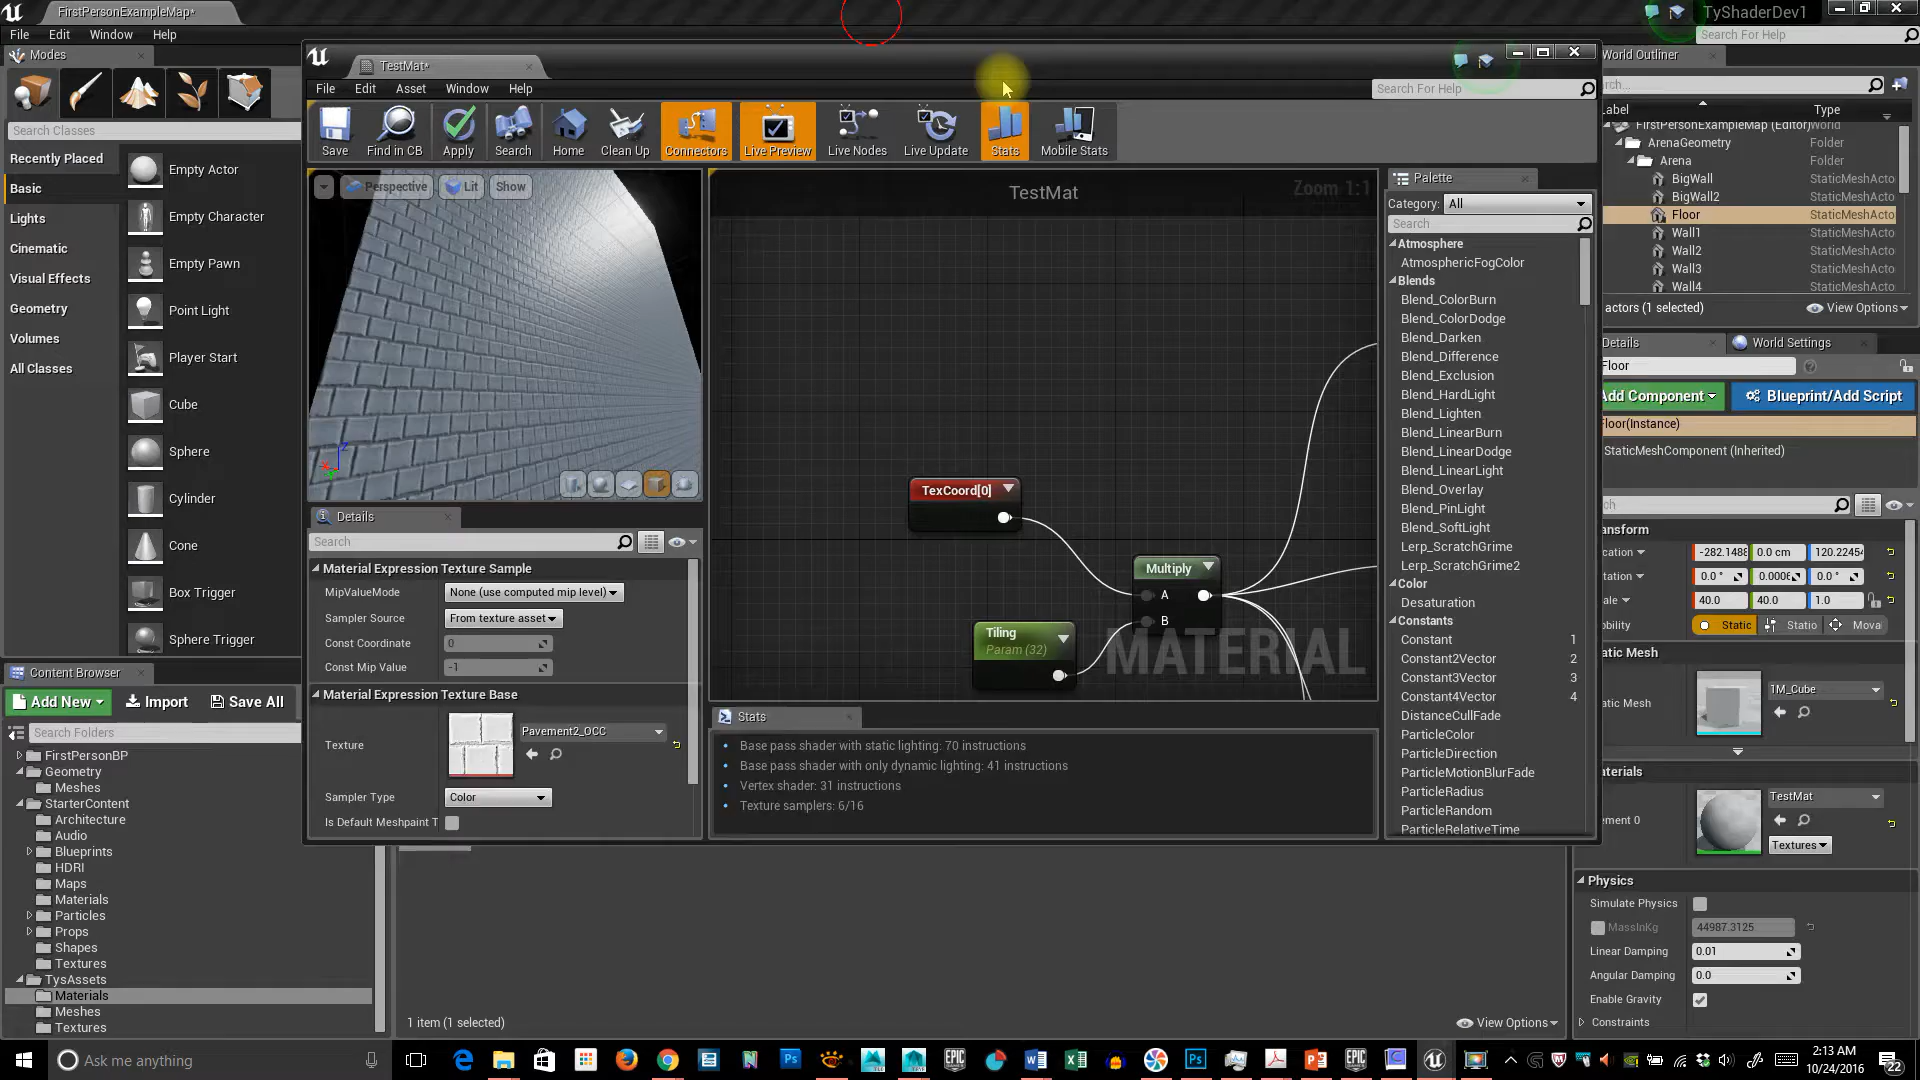 FirstPersonExampleMap*
TyShaderDev1
File Edit Window Help
Search For Help
Modes
TestMat*
World Outliner
File Edit Asset Window Help
Search For Help
Search Classes
Save
Find in CB
Apply
Search
Home
Clean Up
Connectors
Live Preview
Live Nodes
Live Update
Stats
Mobile Stats
Recently Placed
Basic
Lights
Cinematic
Visual Effects
Geometry
Volumes
All Classes
Empty Actor
Empty Character
Empty Pawn
Point Light
Player Start
Cube
Sphere
Cylinder
Cone
Box Trigger
Sphere Trigger
Perspective
Lit
Show
TestMat
Zoom 1:1
TexCoord[0]
Multiply
A
B
Tiling
Param (32)
MATERIAL
Palette
Category: All
Search
Atmosphere
AtmosphericFogColor
Blends
Blend_ColorBurn
Blend_ColorDodge
Blend_Darken
Blend_Difference
Blend_Exclusion
Blend_HardLight
Blend_Lighten
Blend_LinearBurn
Blend_LinearDodge
Blend_LinearLight
Blend_Overlay
Blend_PinLight
Blend_SoftLight
Lerp_ScratchGrime
Lerp_ScratchGrime2
Color
Desaturation
Constants
Constant 1
Constant2Vector 2
Constant3Vector 3
Constant4Vector 4
DistanceCullFade
ParticleColor
ParticleDirection
ParticleMotionBlurFade
ParticleRadius
ParticleRandom
ParticleRelativeTime
Details
Search
Material Expression Texture Sample
MipValueMode None (use computed mip level)
Sampler Source From texture asset
Const Coordinate 0
Const Mip Value -1
Material Expression Texture Base
Texture
Pavement2_OCC
Sampler Type Color
Is Default Meshpaint T
Stats
Base pass shader with static lighting: 70 instructions
Base pass shader with only dynamic lighting: 41 instructions
Vertex shader: 31 instructions
Texture samplers: 6/16
Label Type
FirstPersonExampleMap (Editor) World
ArenaGeometry Folder
Arena Folder
BigWall StaticMeshActo
BigWall2 StaticMeshActo
Floor StaticMeshActo
Wall1 StaticMeshActo
Wall2 StaticMeshActo
Wall3 StaticMeshActo
Wall4 StaticMeshActo
actors (1 selected)
View Options
Details
World Settings
Floor
Add Component
Blueprint/Add Script
Floor(Instance)
StaticMeshComponent (Inherited)
-282.1488 0.0 cm 120.22454
0.0 ° 0.0 °
40.0 40.0 1.0
Static Statio Mova
1M_Cube
TestMat
Textures
Physics
Simulate Physics
MassInKg 44987.3125
Linear Damping 0.01
Angular Damping 0.0
Enable Gravity
Constraints
Content Browser
Add New
Import
Save All
Search Folders
FirstPersonBP
Geometry
Meshes
StarterContent
Architecture
Audio
Blueprints
HDRI
Maps
Materials
Particles
Props
Shapes
Textures
TysAssets
Materials
Meshes
Textures
1 item (1 selected)
View Options
Ask me anything
2:13 AM
10/24/2016
22